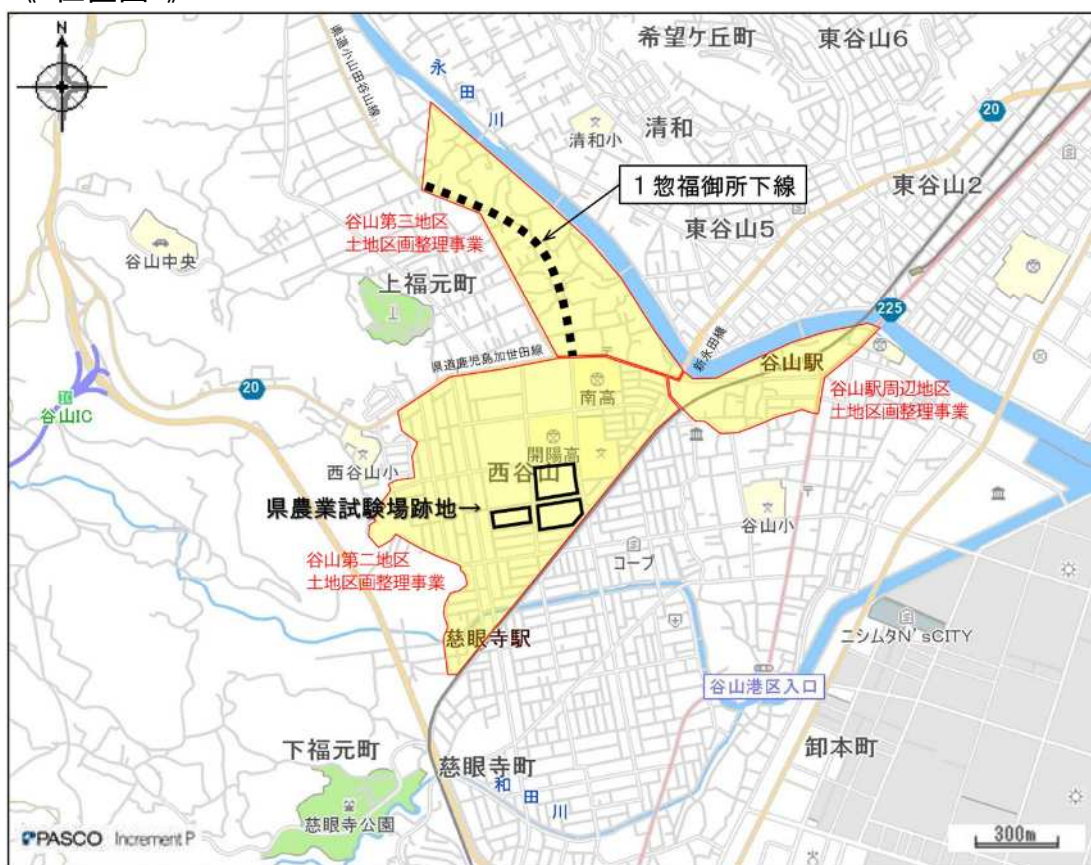 《 位置図 》
N
県道小山田谷山線
永田川
希望ケ丘町
東谷山6
20
清和小
清和
1 惣福御所下線
東谷山2
東谷山5
谷山第三地区
土地区画整理事業
谷山中央
上福元町
225
新永田橋
県道鹿児島加世田線
谷山駅
谷山駅周辺地区
土地区画整理事業
20
谷山IC
南高
開陽高
西谷山
西谷山小
県農業試験場跡地→
谷山小
コープ
谷山第二地区
土地区画整理事業
ニシムタN'sCITY
慈眼寺駅
谷山港区入口
下福元町
慈眼寺町
卸本町
和田川
慈眼寺公園
PASCO Increment P
300m